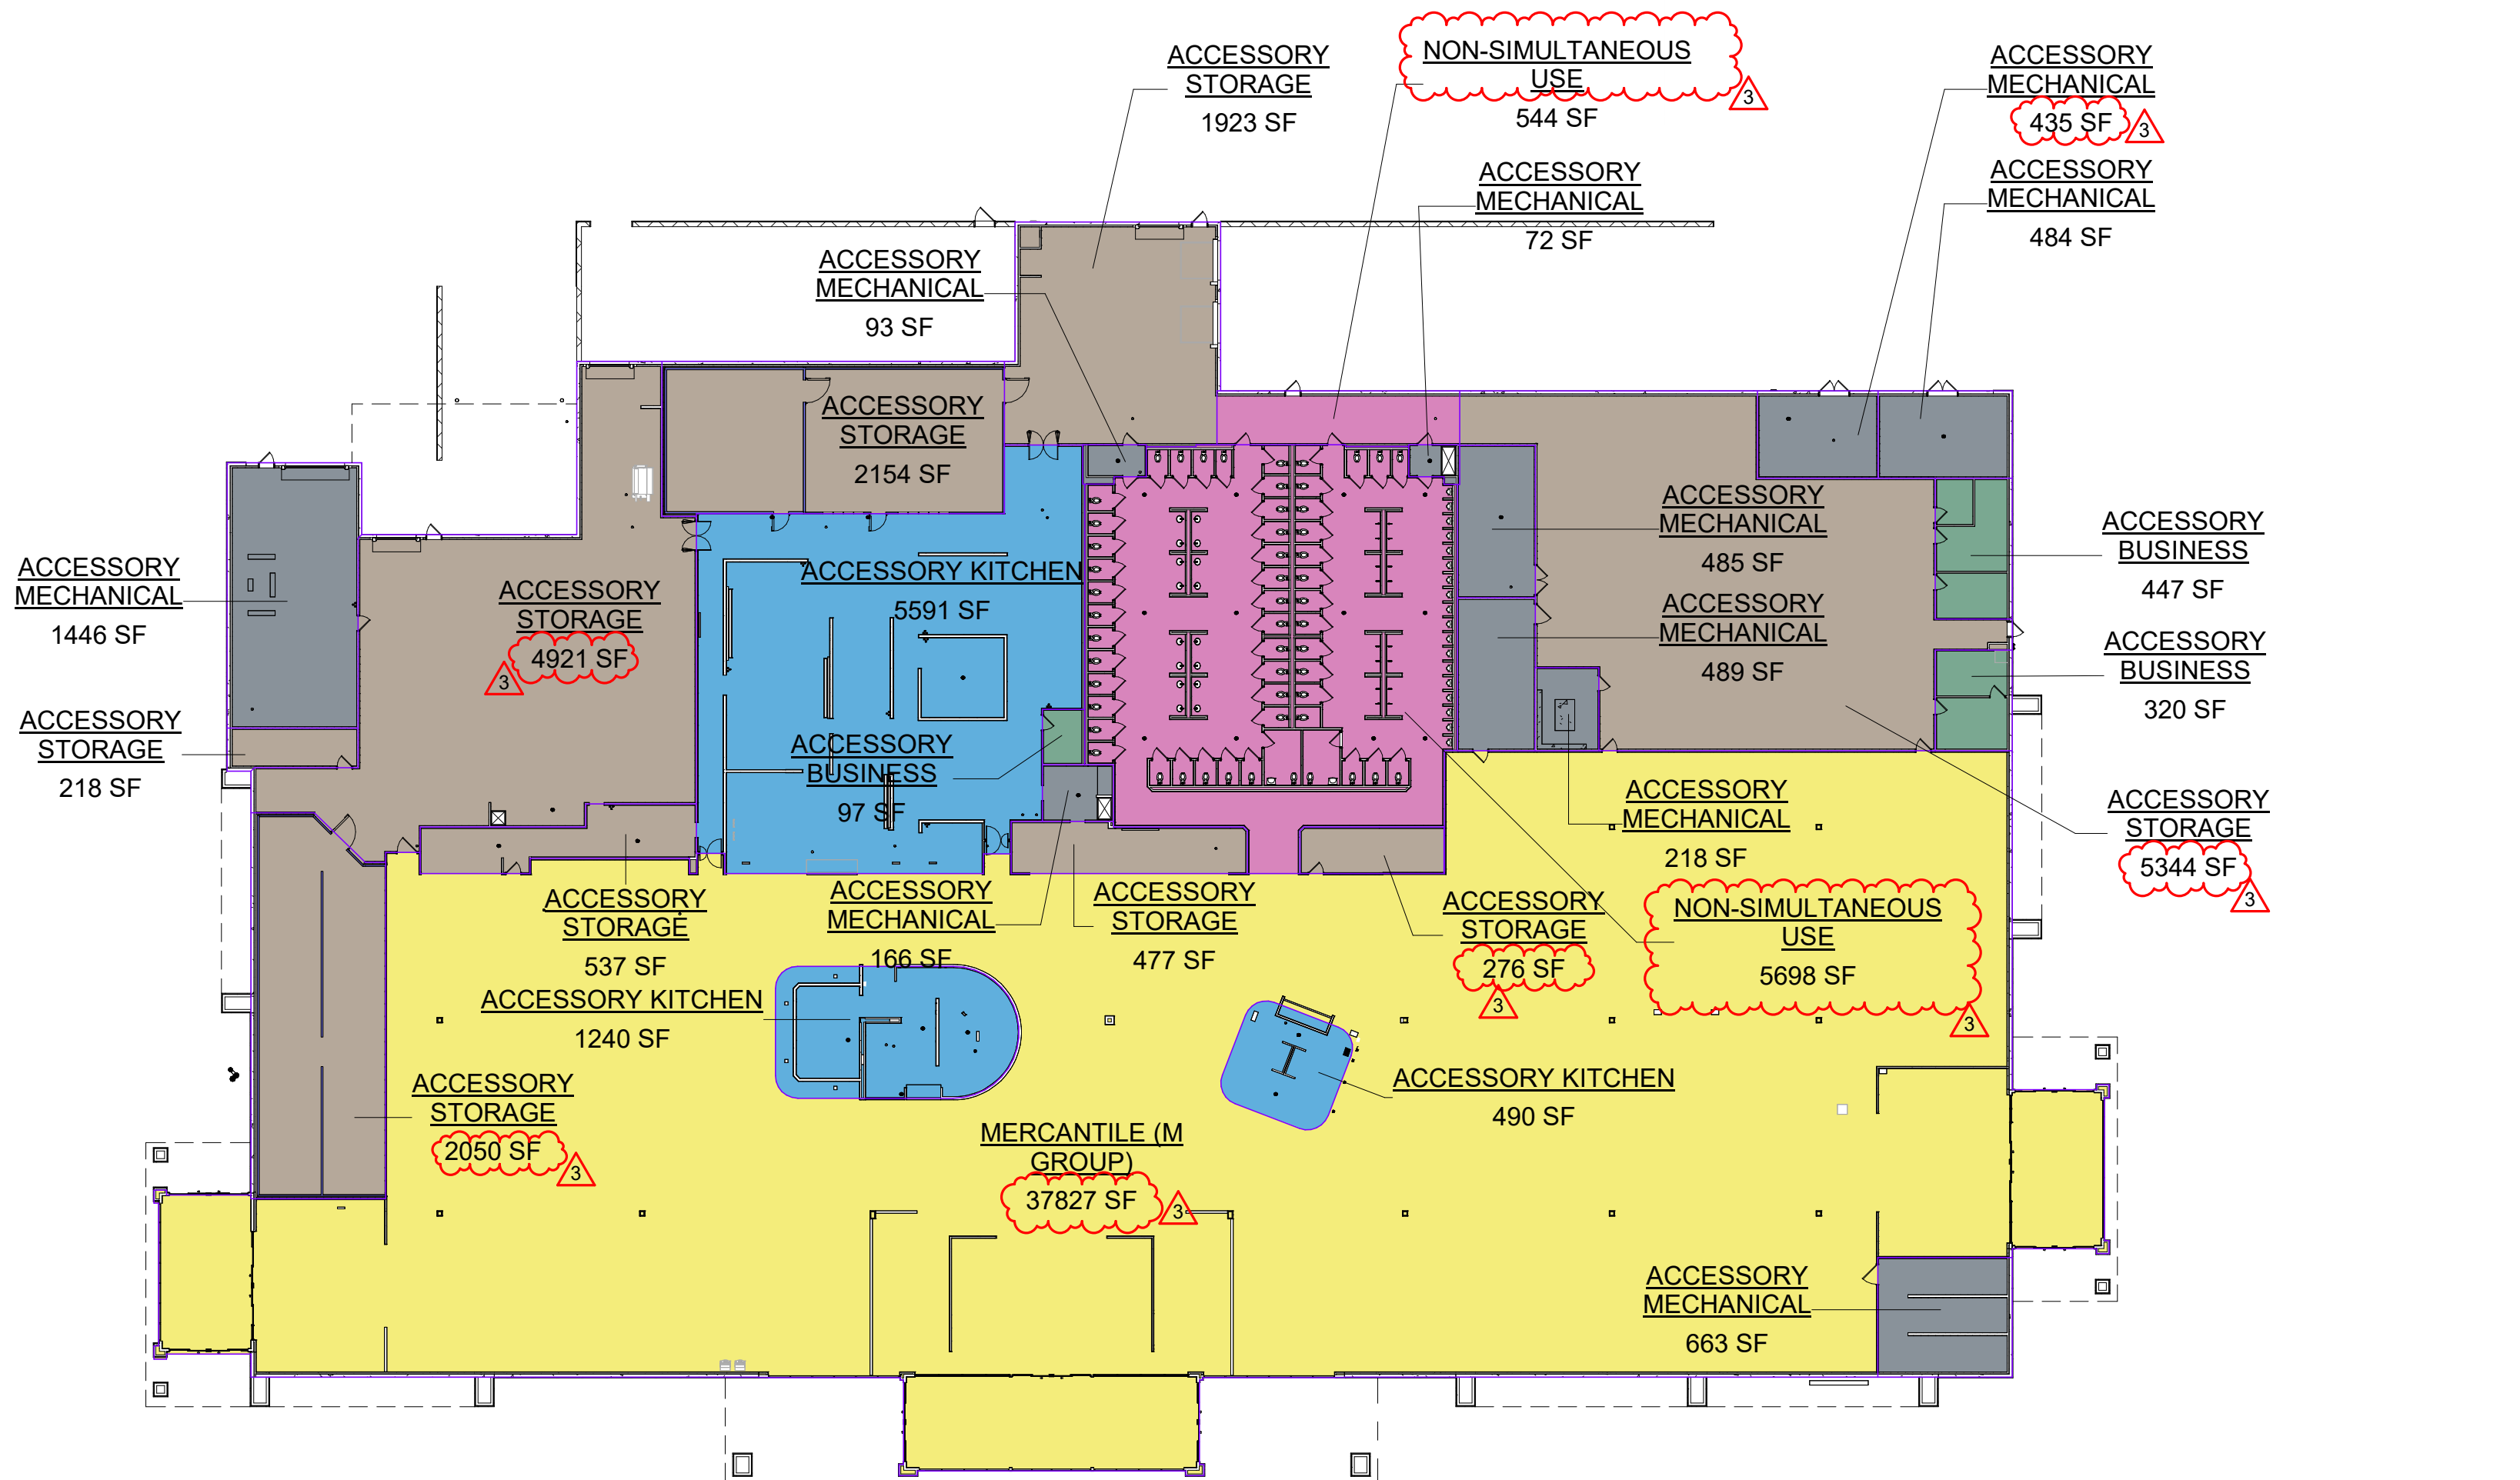 ACCESSORY
STORAGE
1923 SF
NON-SIMULTANEOUS
USE
544 SF
3
ACCESSORY
MECHANICAL
435 SF
3
ACCESSORY
MECHANICAL
72 SF
ACCESSORY
MECHANICAL
484 SF
ACCESSORY
MECHANICAL
93 SF
ACCESSORY
STORAGE
2154 SF
ACCESSORY
MECHANICAL
485 SF
ACCESSORY
BUSINESS
447 SF
ACCESSORY
MECHANICAL
1446 SF
ACCESSORY
STORAGE
4921 SF
3
ACCESSORY KITCHEN
5591 SF
ACCESSORY
MECHANICAL
489 SF
ACCESSORY
BUSINESS
320 SF
ACCESSORY
STORAGE
218 SF
ACCESSORY
BUSINESS
97 SF
ACCESSORY
MECHANICAL
218 SF
ACCESSORY
STORAGE
5344 SF
3
ACCESSORY
STORAGE
537 SF
ACCESSORY
MECHANICAL
166 SF
ACCESSORY
STORAGE
477 SF
ACCESSORY
STORAGE
276 SF
3
NON-SIMULTANEOUS
USE
5698 SF
3
ACCESSORY KITCHEN
1240 SF
ACCESSORY
STORAGE
2050 SF
3
ACCESSORY KITCHEN
490 SF
MERCANTILE (M
GROUP)
37827 SF
3
ACCESSORY
MECHANICAL
663 SF